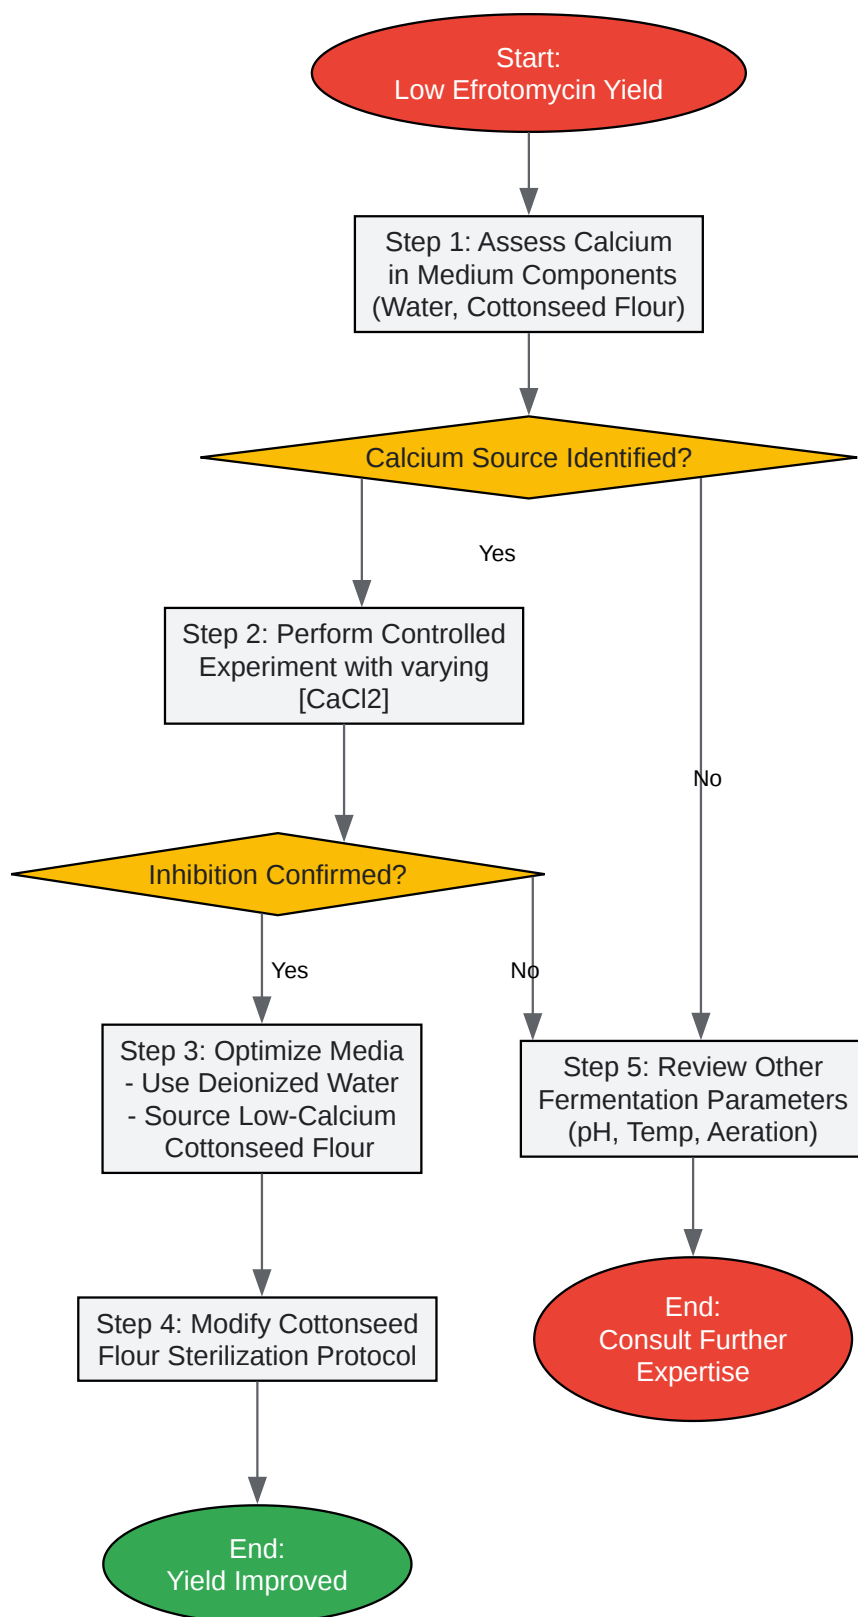 Start:
Low Efrotomycin Yield
Step 1: Assess Calcium
in Medium Components
(Water, Cottonseed Flour)
Calcium Source Identified?
Yes
Step 2: Perform Controlled
Experiment with varying
[CaCl2]
No
Inhibition Confirmed?
Yes
No
Step 3: Optimize Media
- Use Deionized Water
- Source Low-Calcium
Cottonseed Flour
Step 5: Review Other
Fermentation Parameters
(pH, Temp, Aeration)
Step 4: Modify Cottonseed
Flour Sterilization Protocol
End:
Consult Further
Expertise
End:
Yield Improved